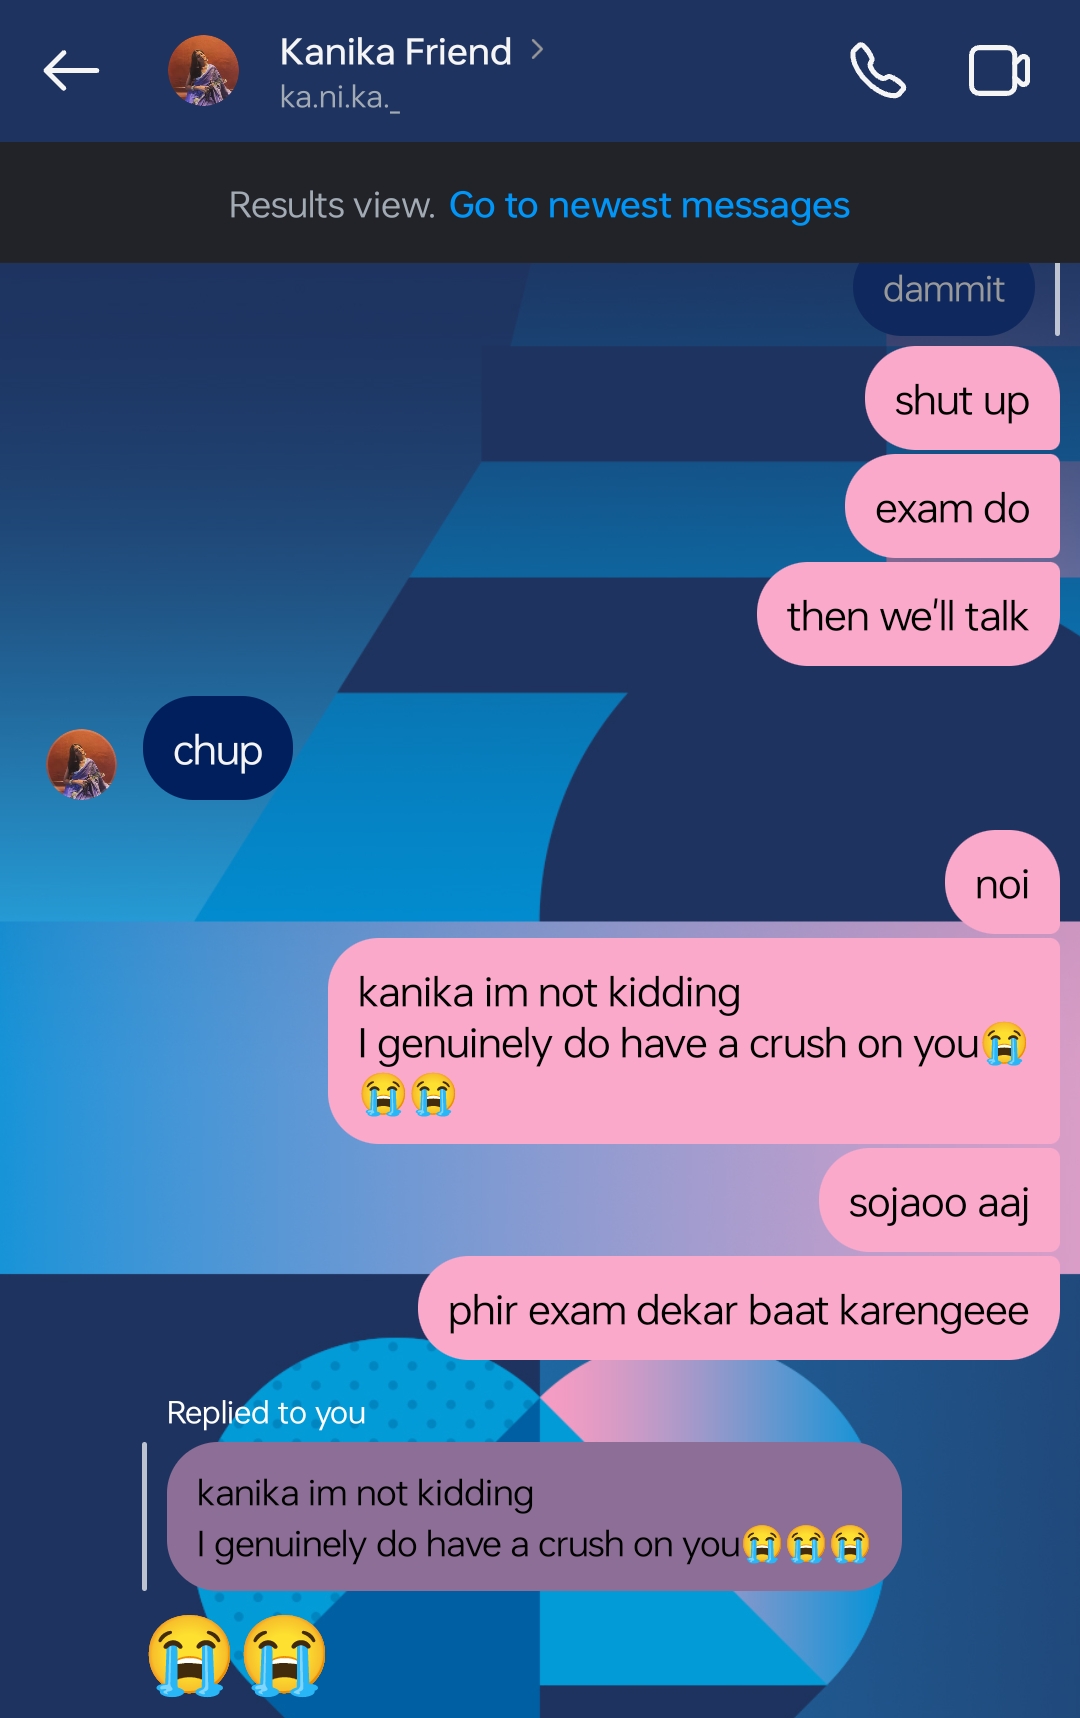 Kanika Friend
ka.ni.ka._
Results view. Go to newest messages
dammit
shut up
exam do
then we'll talk
chup
noi
kanika im not kidding
I genuinely do have a crush on you😭
😭😭
sojaoo aaj
phir exam dekar baat karengeee
Replied to you
kanika im not kidding
I genuinely do have a crush on you😭😭😭
😭😭